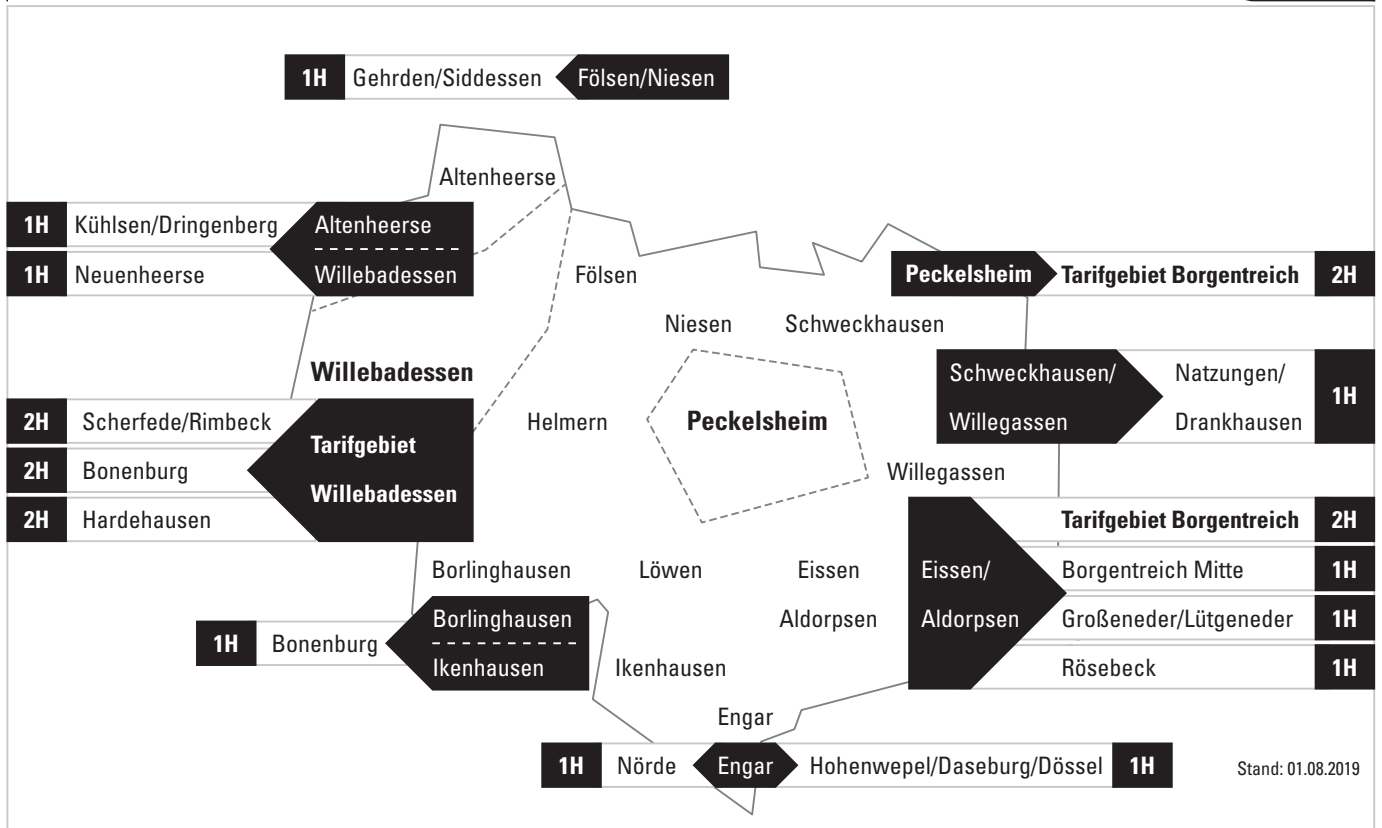 1H Gehrden/Siddessen Fölsen/Niesen
Altenheerse
1H Kühlsen/Dringenberg Altenheerse
1H Neuenheerse Willebadessen
Fölsen
Peckelsheim Tarifgebiet Borgentreich 2H
Niesen Schweckhausen
Willebadessen
Schweckhausen/ Natzungen/
1H
Willegassen Drankhausen
2H Scherfede/Rimbeck
Tarifgebiet
2H Bonenburg
Willebadessen
2H Hardehausen
Helmern Peckelsheim
Willegassen
Tarifgebiet Borgentreich 2H
Borlinghausen Löwen Eissen
Eissen/ Borgentreich Mitte 1H
Aldorpsen
Aldorpsen Großeneder/Lütgeneder 1H
Rösebeck 1H
1H Bonenburg Borlinghausen
Ikenhausen
Ikenhausen
Engar
1H Nörde Engar Hohenwepel/Daseburg/Dössel 1H
Stand: 01.08.2019